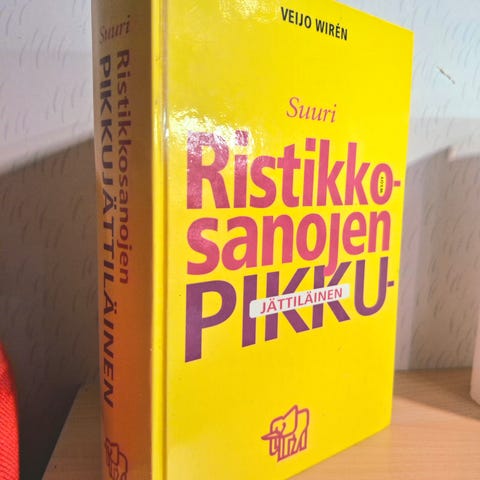 Suuri
Ristikkosanojen
PIKKUJÄTTILÄINEN
VEIJO WIRÉN
Suuri
Ristikko-
sanojen
PIKKU-
JÄTTILÄINEN